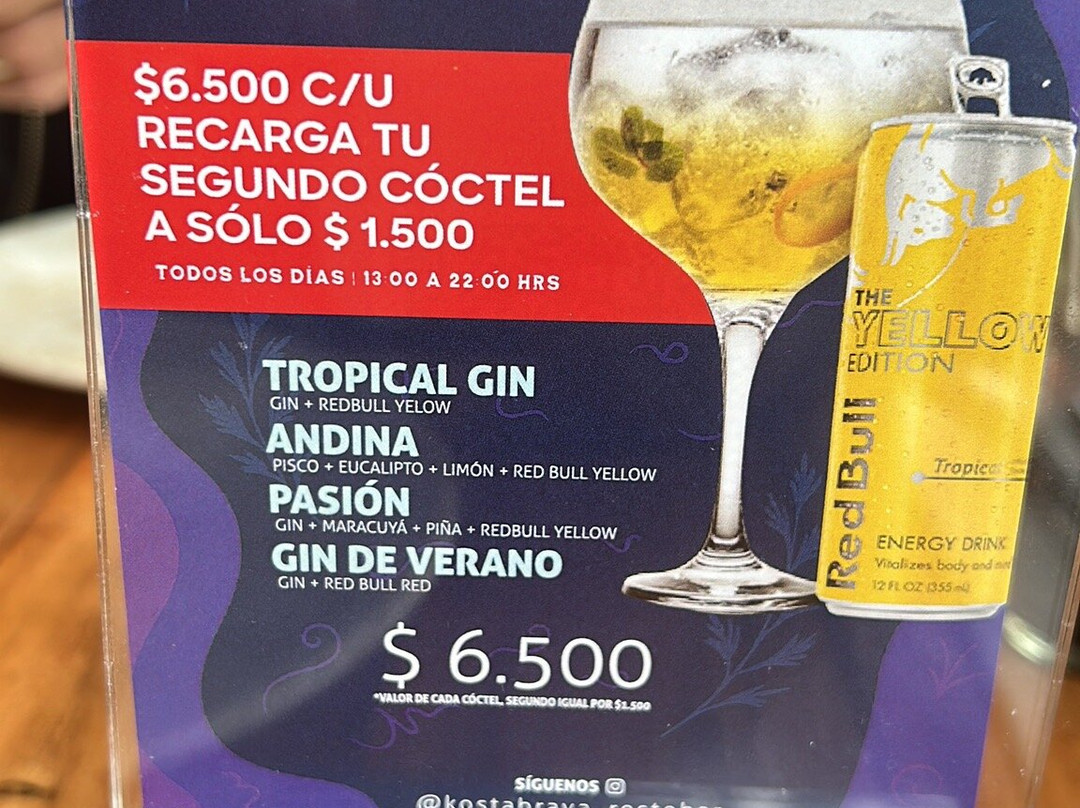 $6.500 C/U
RECARGA TU
SEGUNDO CÓCTEL
A SÓLO $ 1.500
TODOS LOS DÍAS | 13:00 A 22:00 HRS
TROPICAL GIN
GIN + REDBULL YELOW
ANDINA
PISCO + EUCALIPTO + LIMÓN + RED BULL YELLOW
PASIÓN
GIN + MARACUYÁ + PIÑA + REDBULL YELLOW
GIN DE VERANO
GIN + RED BULL RED
$ 6.500
*VALOR DE CADA CÓCTEL, SEGUNDO IGUAL POR $1.500
SÍGUENOS
THE
YELLOW
EDITION
Red Bull
ENERGY DRINK
Vitalizes body and
12 FL OZ (355 mL)